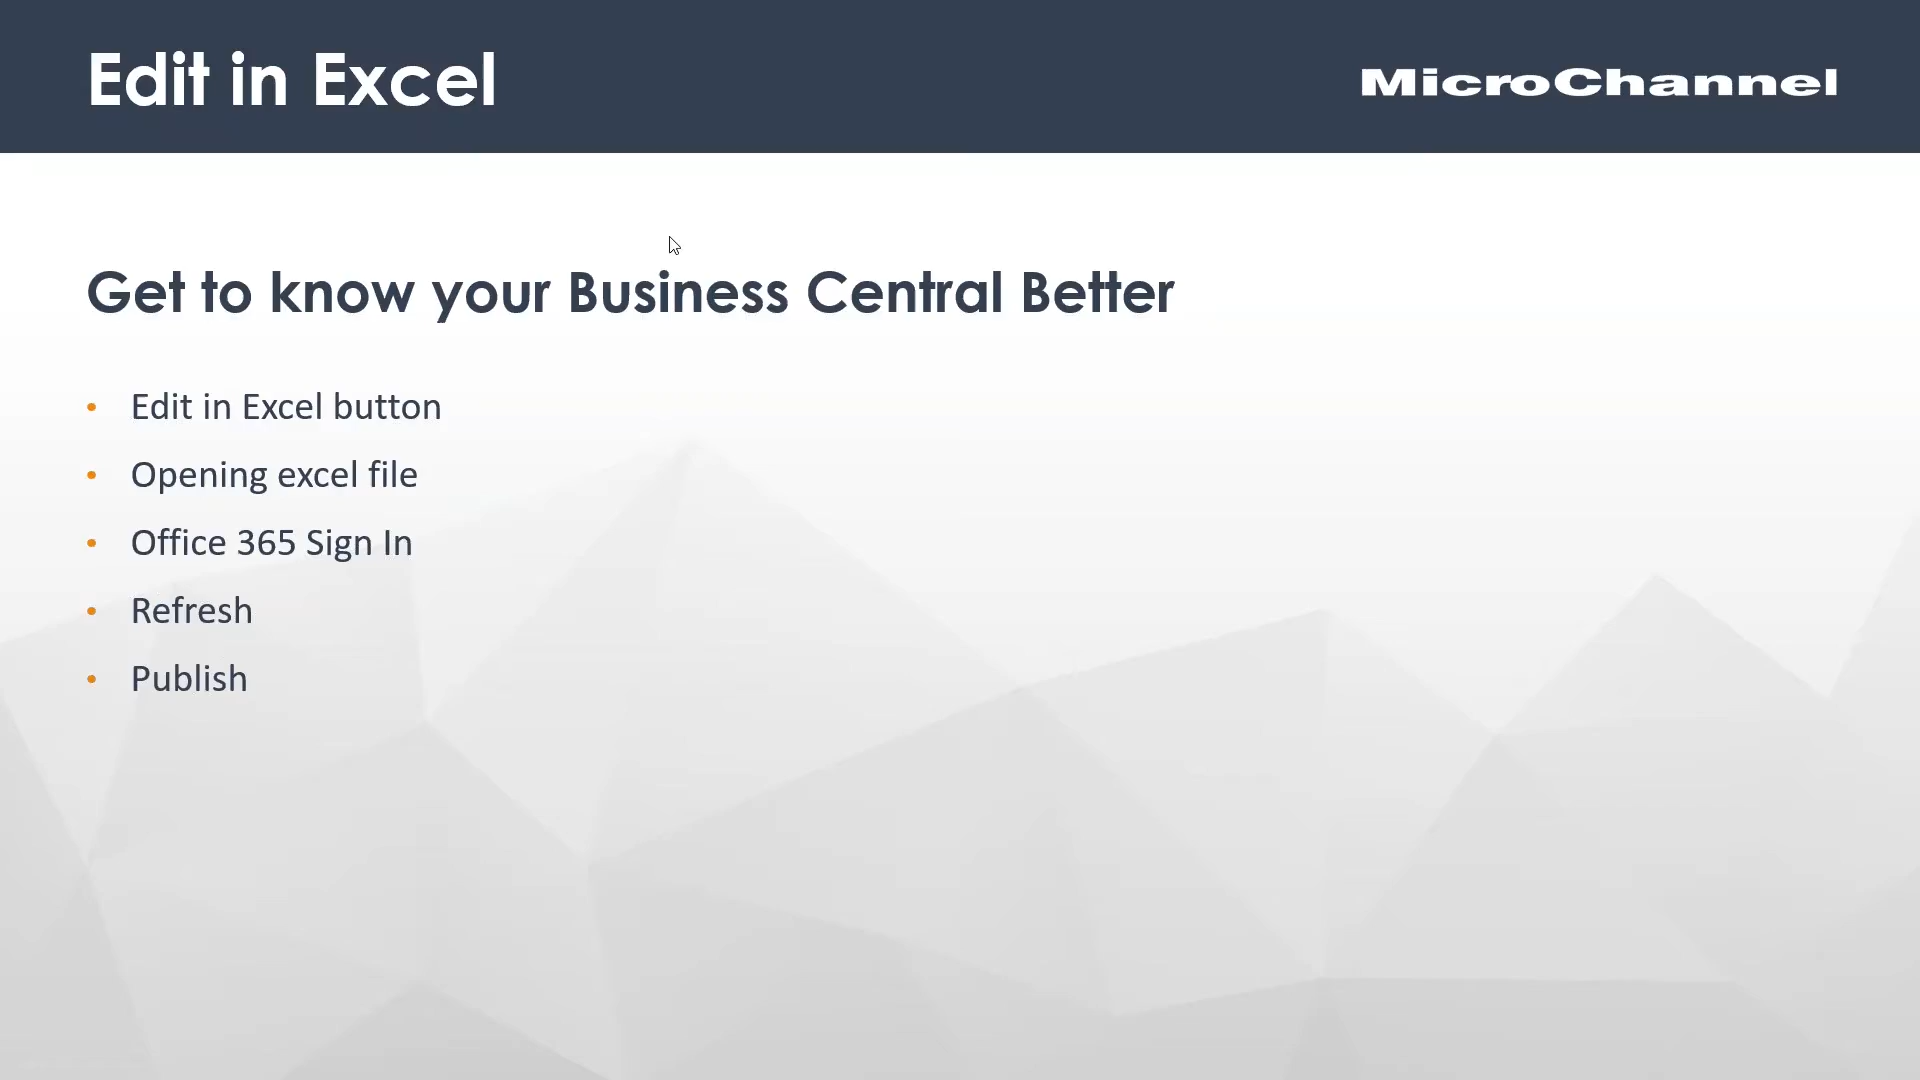 Edit in Excel
MicroChannel
Get to know your Business Central Better
• Edit in Excel button
• Opening excel file
• Office 365 Sign In
• Refresh
• Publish